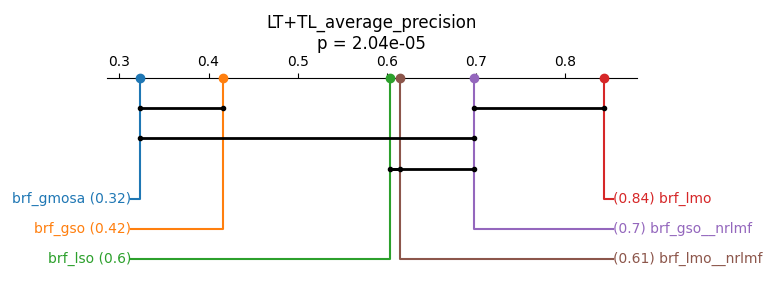 LT+TL_average_precision
p = 2.04e-05
0.3 0.4 0.5 0.6 0.7 0.8
brf_gmosa (0.32) (0.84) brf_lmo
brf_gso (0.42) (0.7) brf_gso__nrlmf
brf_lso (0.6) (0.61) brf_lmo__nrlmf